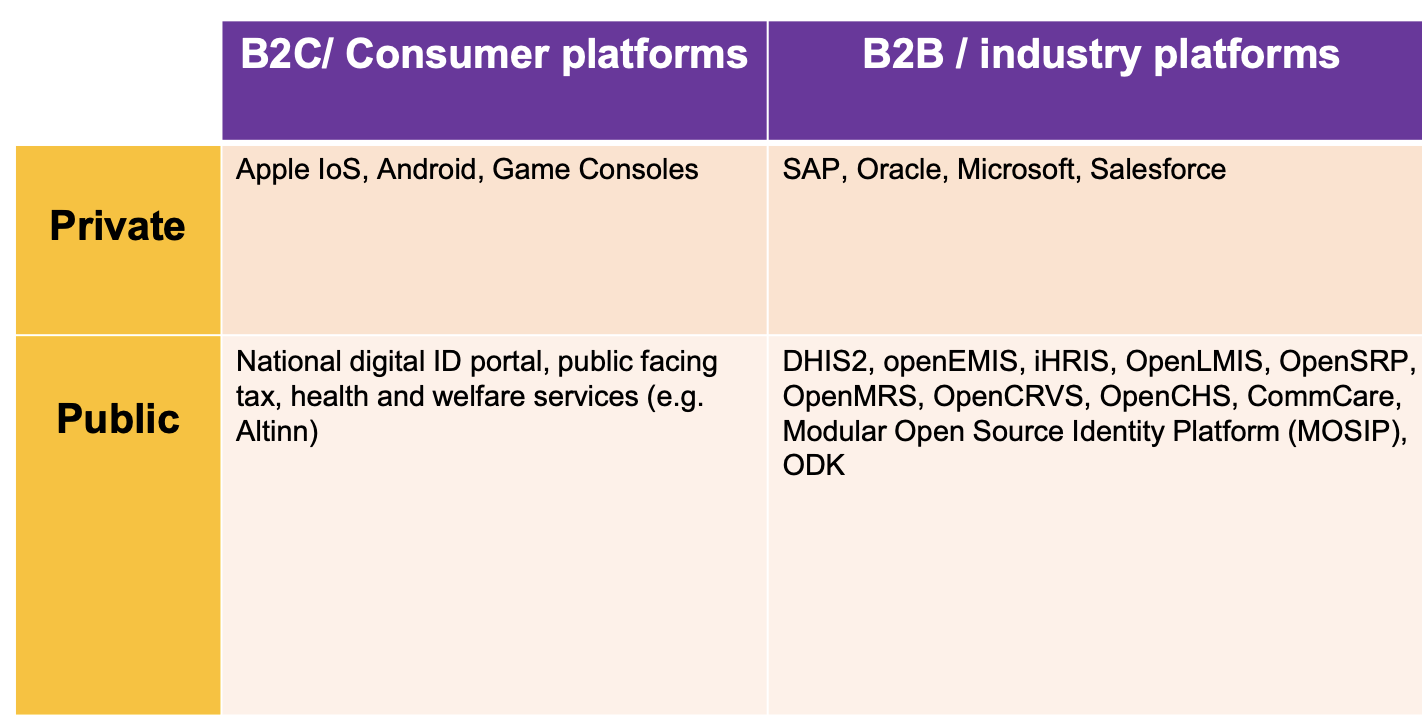 B2C/ Consumer platforms
B2B / industry platforms
Private
Apple IoS, Android, Game Consoles
SAP, Oracle, Microsoft, Salesforce
Public
National digital ID portal, public facing
tax, health and welfare services (e.g.
Altinn)
DHIS2, openEMIS, iHRIS, OpenLMIS, OpenSRP,
OpenMRS, OpenCRVS, OpenCHS, CommCare,
Modular Open Source Identity Platform (MOSIP),
ODK